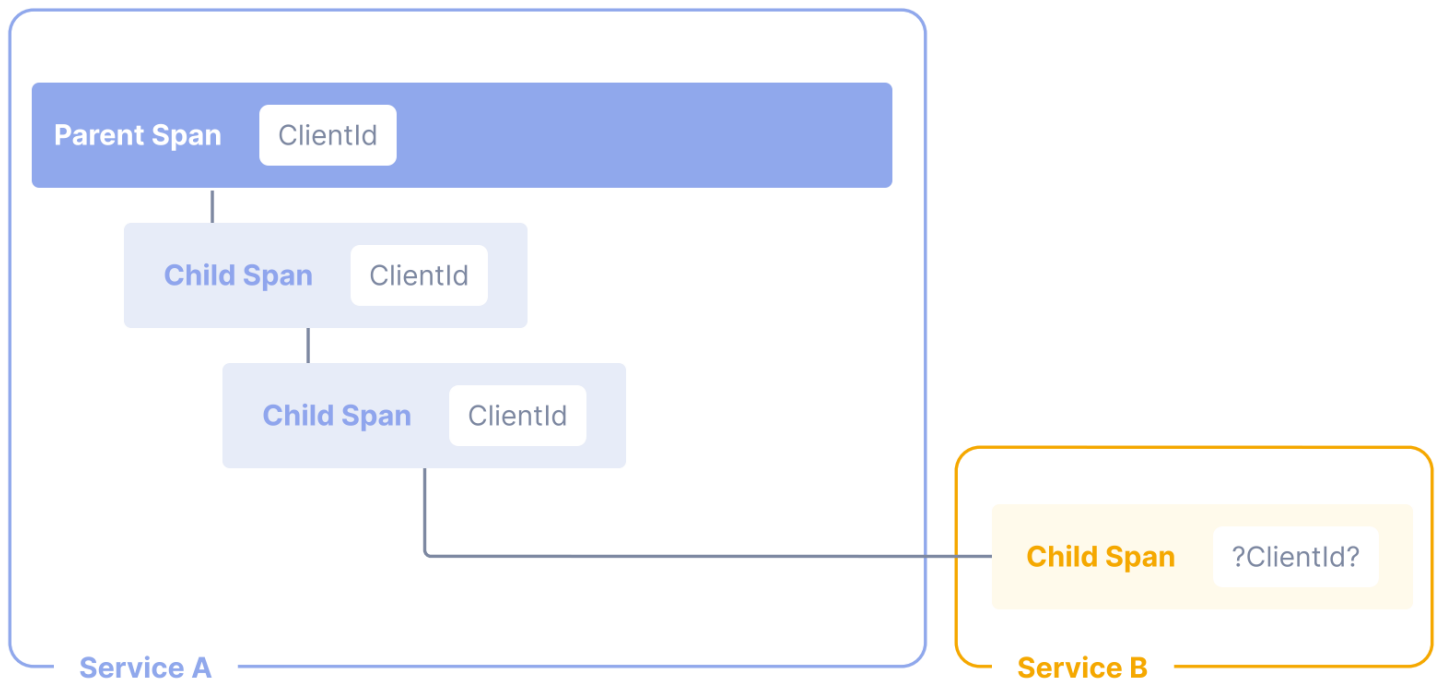 Parent Span ClientId
Child Span ClientId
Child Span ClientId
Child Span ?ClientId?
Service A
Service B